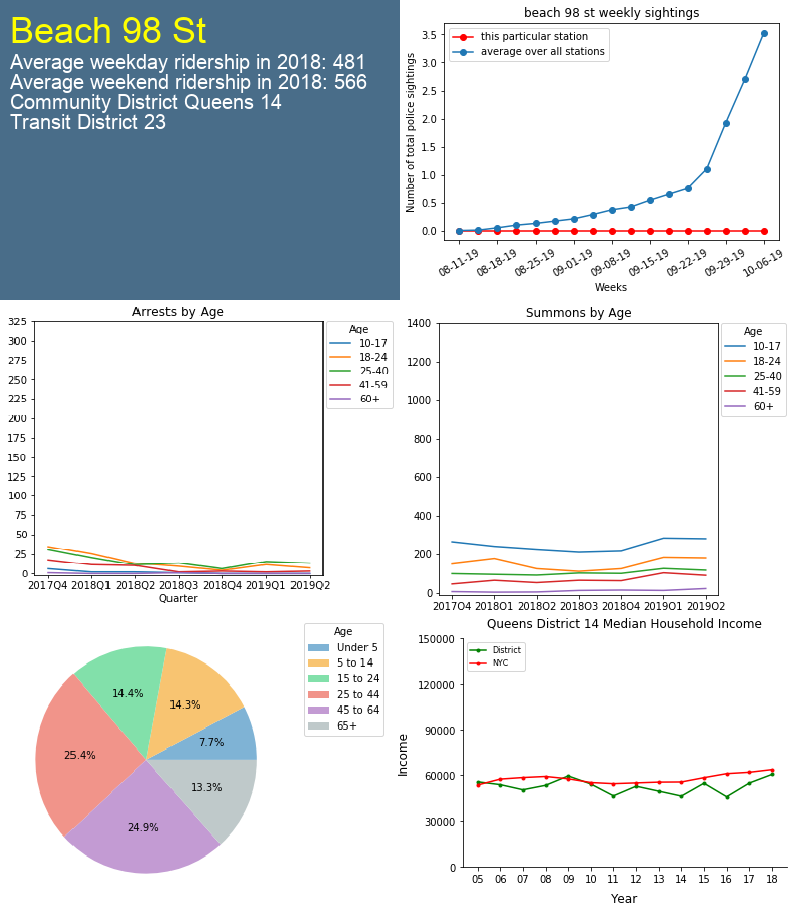 Beach 98 St
Average weekday ridership in 2018: 481
Average weekend ridership in 2018: 566
Community District Queens 14
Transit District 23
beach 98 st weekly sightings
this particular station
average over all stations
Number of total police sightings
3.5
3.0
2.5
2.0
1.5
1.0
0.5
0.0
08-11-19 08-18-19 08-25-19 09-01-19 09-08-19 09-15-19 09-22-19 09-29-19 10-06-19
Weeks
Arrests by Age
325
300
275
250
225
200
175
150
125
100
75
50
25
0
2017Q4 2018Q1 2018Q2 2018Q3 2018Q4 2019Q1 2019Q2
Quarter
Age
10-17
18-24
25-40
41-59
60+
Summons by Age
1400
1200
1000
800
600
400
200
0
2017Q4 2018Q1 2018Q2 2018Q3 2018Q4 2019Q1 2019Q2
Age
10-17
18-24
25-40
41-59
60+
Age
Under 5
5 to 14
15 to 24
25 to 44
45 to 64
65+
14.4%
14.3%
7.7%
25.4%
13.3%
24.9%
Queens District 14 Median Household Income
District
NYC
Income
150000
120000
90000
60000
30000
0
05 06 07 08 09 10 11 12 13 14 15 16 17 18
Year